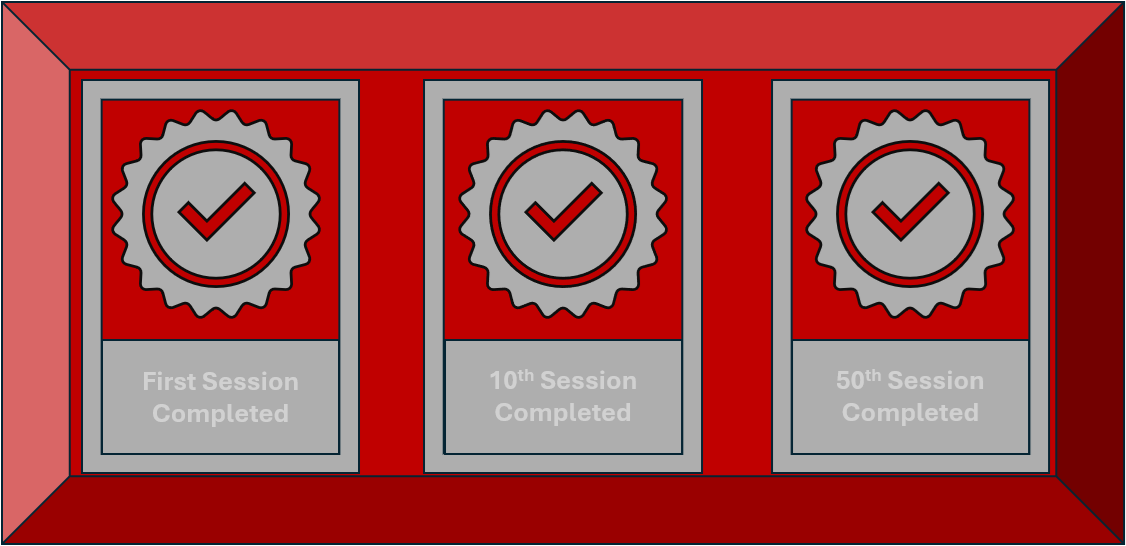 First Session
Completed
10th Session
Completed
50th Session
Completed